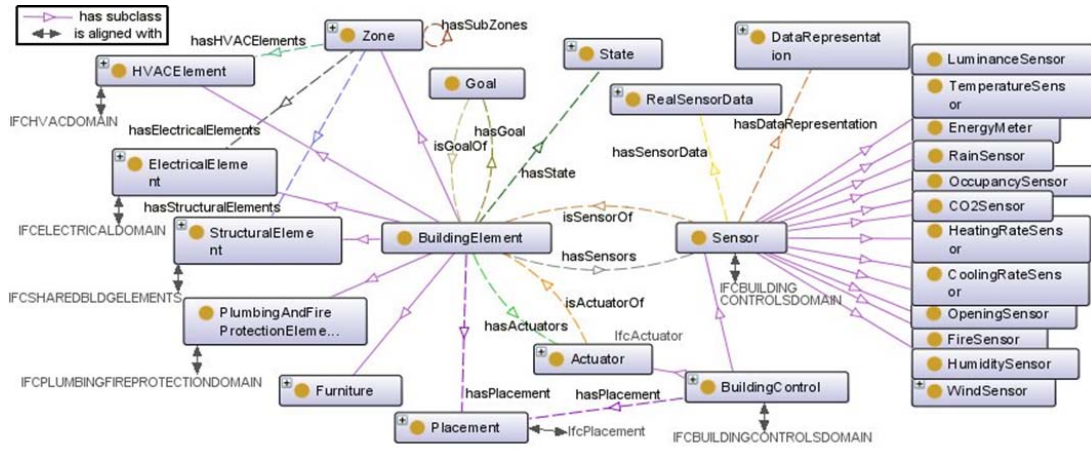 has subclass
is aligned with
Zone
hasSubZones
hasHVACElements
HVACElement
IFCHVACDOMAIN
Goal
State
DataRepresentat
ion
RealSensorData
hasDataRepresentation
hasElectricalElements
isGoalOf
hasGoal
hasState
hasSensorData
ElectricalEleme
nt
IFCELECTRICALDOMAIN
hasStructuralElements
StructuralEleme
nt
IFCSHAREDBLDGELEMENTS
BuildingElement
isSensorOf
hasSensors
Sensor
IFCBUILDING
CONTROLSDOMAIN
PlumbingAndFire
ProtectionEleme...
IFCPLUMBINGFIREPROTECTIONDOMAIN
hasActuators
isActuatorOf
IfcActuator
Actuator
Furniture
hasPlacement
hasPlacement
Placement
IfcPlacement
BuildingControl
IFCBUILDINGCONTROLSDOMAIN
LuminanceSensor
TemperatureSens
or
EnergyMeter
RainSensor
OccupancySensor
CO2Sensor
HeatingRateSens
or
CoolingRateSens
or
OpeningSensor
FireSensor
HumiditySensor
WindSensor